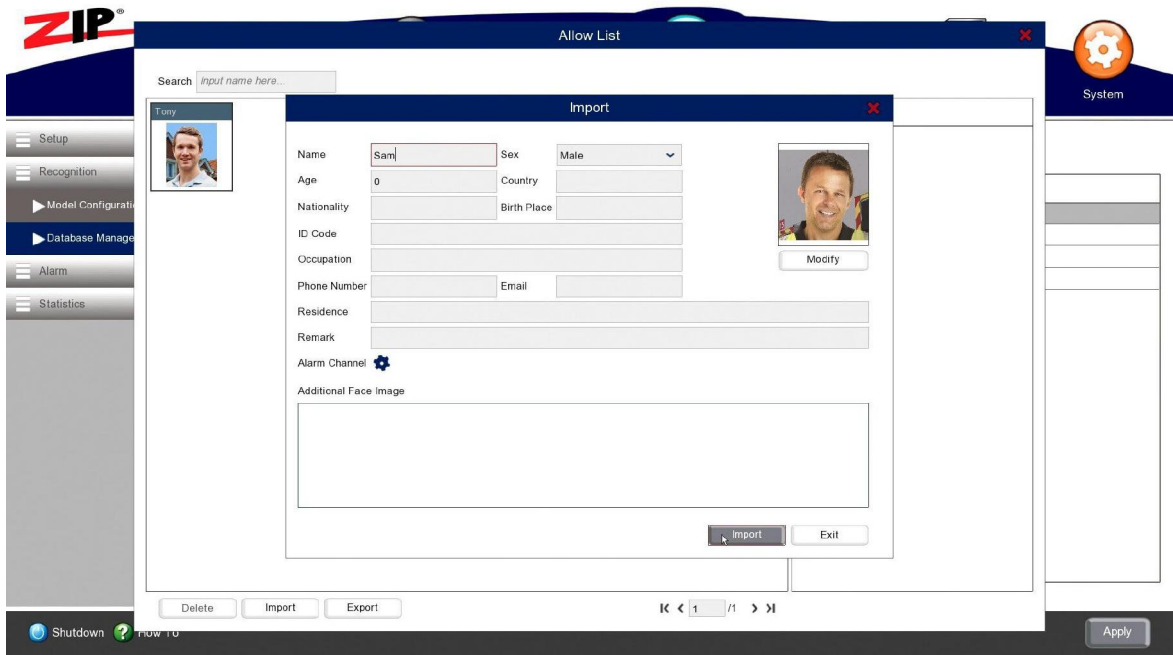 ZIP®
Allow List
System
Search Input name here...
Tony
Import
Setup
Recognition
Model Configurati
Database Manage
Alarm
Statistics
Name Sam Sex Male
Age 0 Country
Nationality Birth Place
ID Code
Occupation
Modify
Phone Number Email
Residence
Remark
Alarm Channel
Additional Face Image
Import Exit
Delete Import Export 1 /1
Shutdown How To Apply